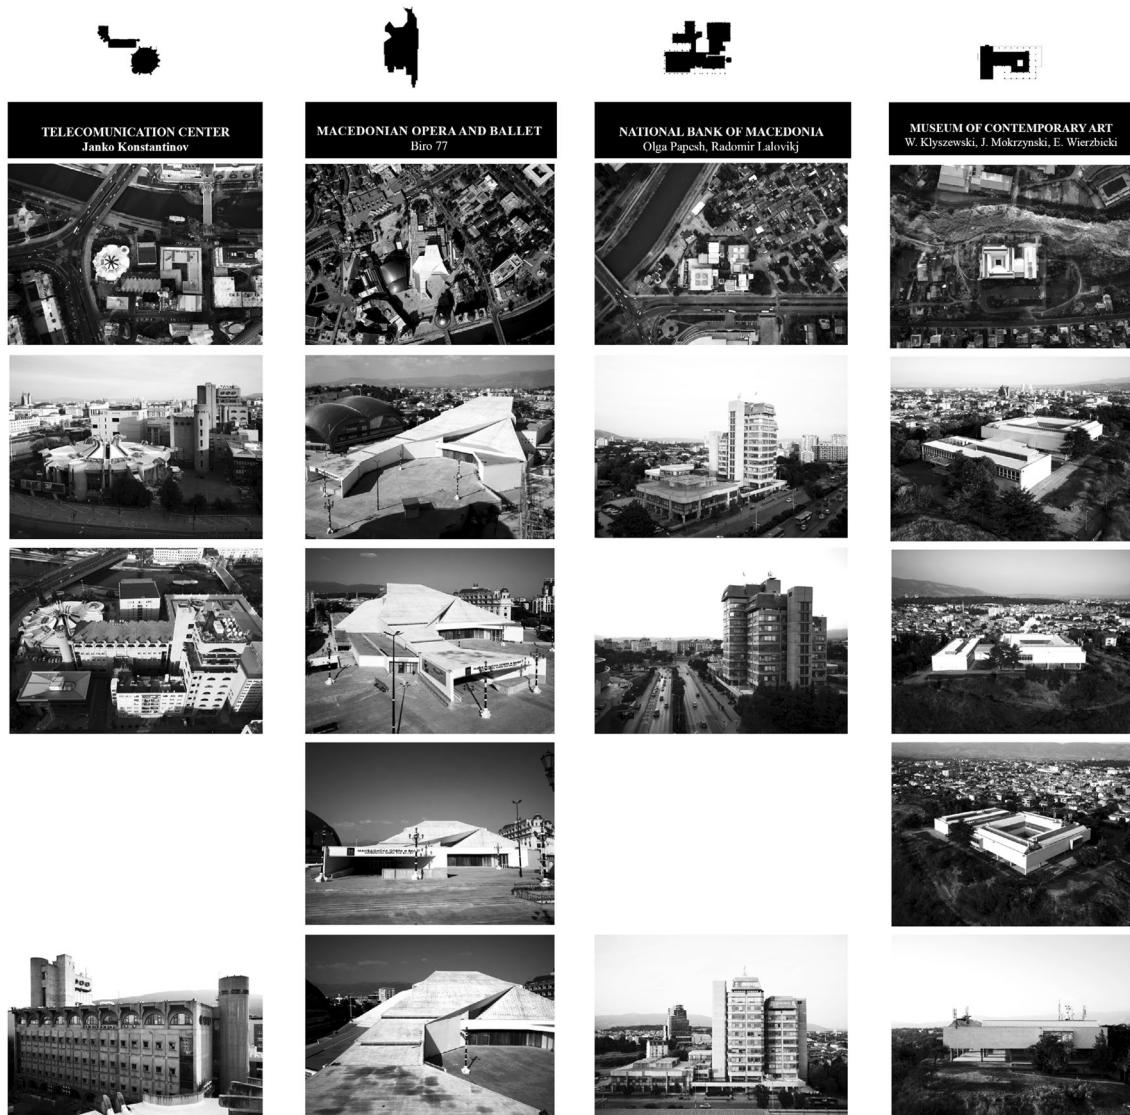 TELECOMUNICATION CENTER
Janko Konstantinov
MACEDONIAN OPERA AND BALLET
Biro 77
NATIONAL BANK OF MACEDONIA
Olga Papesh, Radomir Lalovikj
MUSEUM OF CONTEMPORARY ART
W. Klyszewski, J. Mokrzynski, E. Wierzbicki